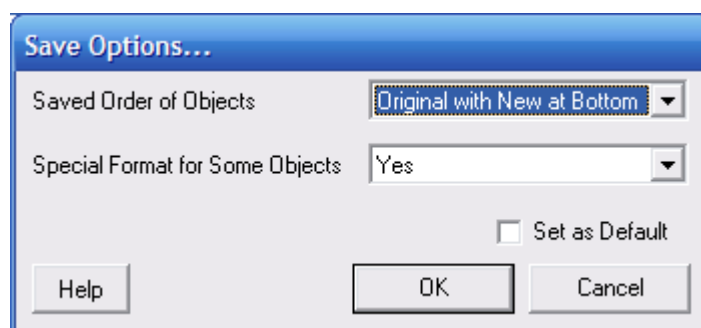 Save Options...
Saved Order of Objects Original with New at Bottom
Special Format for Some Objects Yes
Set as Default
Help OK Cancel